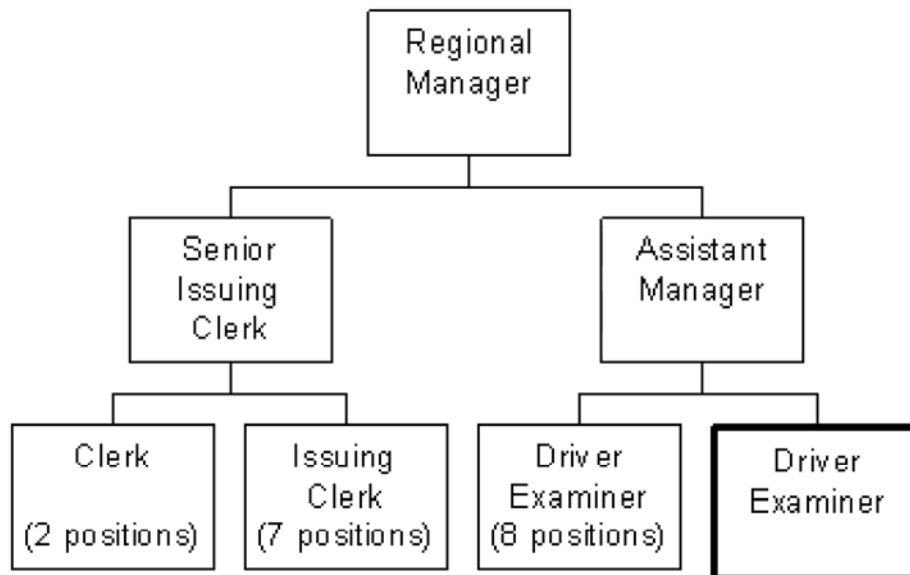 Regional
Manager
Senior
Issuing
Clerk
Assistant
Manager
Clerk
(2 positions)
Issuing
Clerk
(7 positions)
Driver
Examiner
(8 positions)
Driver
Examiner